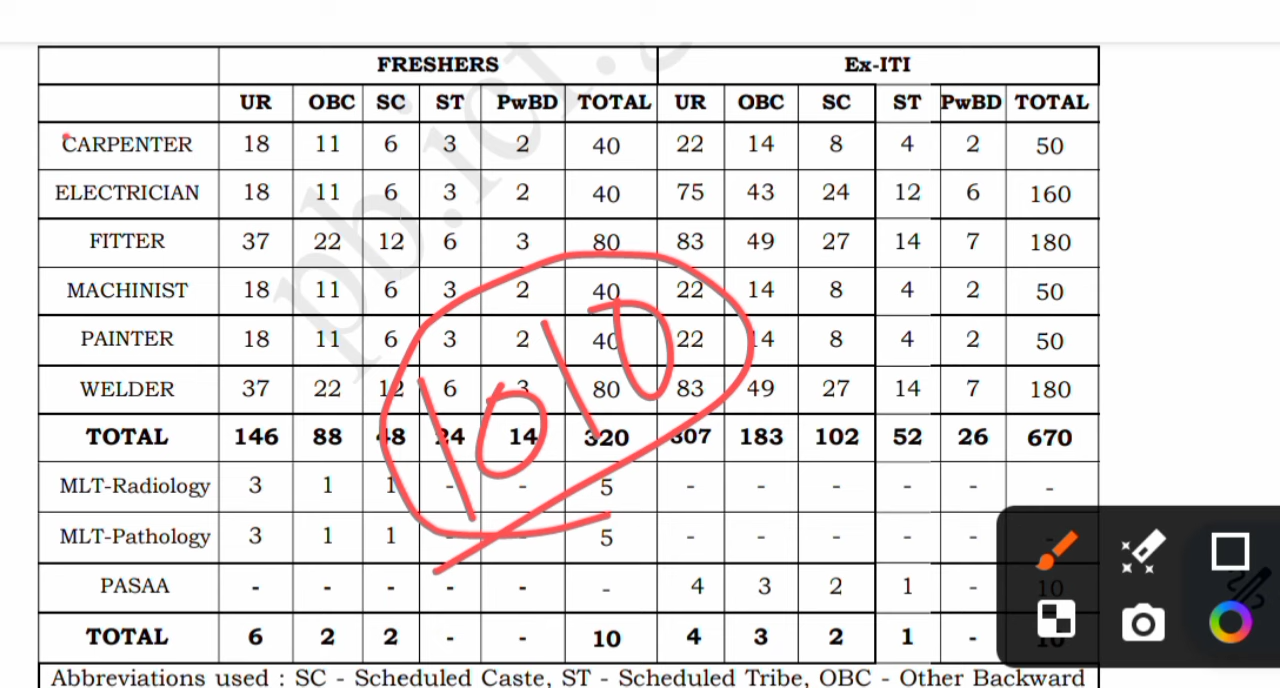 FRESHERS Ex-ITI
UR OBC SC ST PwBD TOTAL UR OBC SC ST PwBD TOTAL
CARPENTER 18 11 6 3 2 40 22 14 8 4 2 50
ELECTRICIAN 18 11 6 3 2 40 75 43 24 12 6 160
FITTER 37 22 12 6 3 80 83 49 27 14 7 180
MACHINIST 18 11 6 3 2 40 22 14 8 4 2 50
PAINTER 18 11 6 3 2 40 22 14 8 4 2 50
WELDER 37 22 12 6 3 80 83 49 27 14 7 180
TOTAL 146 88 48 24 14 320 307 183 102 52 26 670
1010
MLT-Radiology 3 1 1 - - 5 - - - - - -
MLT-Pathology 3 1 1 - - 5 - - - - - -
PASAA - - - - - - 4 3 2 1 - 10
TOTAL 6 2 2 - - 10 4 3 2 1 - 10
Abbreviations used : SC - Scheduled Caste, ST - Scheduled Tribe, OBC - Other Backward
pb.icf.